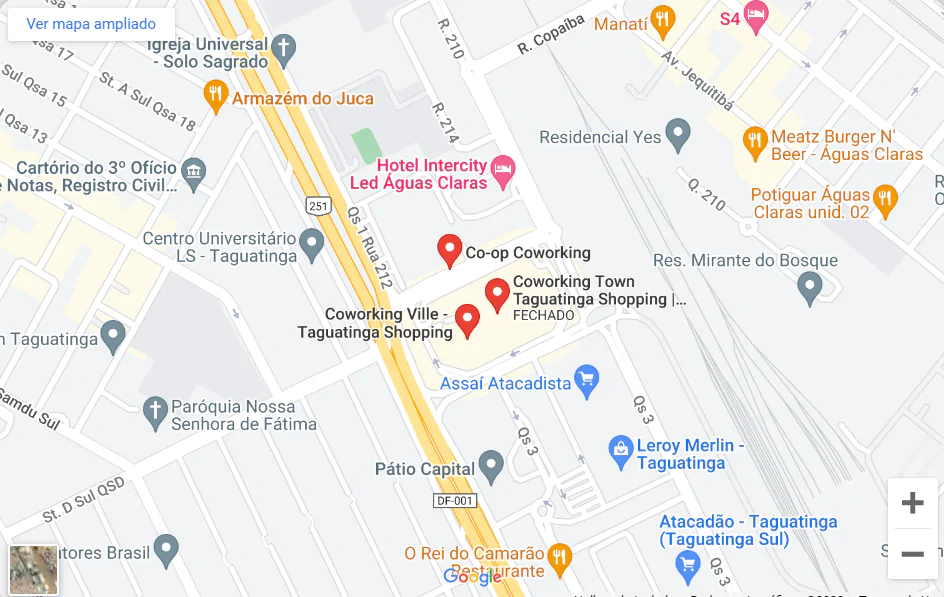 Ver mapa ampliado
Igreja Universal
- Solo Sagrado
R. 210
R. Copaíba
Manatí
S4
Av. Jequitibá
Sul Qsa 15
St. A Sul Qsa 18
Armazém do Juca
Qsa 13
R. 214
Residencial Yes
Meatz Burger N'
Beer - Águas Claras
Cartório do 3º Ofício
e Notas, Registro Civil...
Hotel Intercity
Led Águas Claras
251
Qs 1 Rua 212
Q. 210
Potiguar Águas
Claras unid. 02
Centro Universitário
LS - Taguatinga
Co-op Coworking
Res. Mirante do Bosque
Coworking Town
Taguatinga Shopping |...
FECHADO
Coworking Ville -
Taguatinga Shopping
Taguatinga
Assaí Atacadista
Samdu Sul
Paróquia Nossa
Senhora de Fátima
Qs 3
Qs 3
Leroy Merlin -
Taguatinga
Pátio Capital
DF-001
St. D Sul QSD
Atacadão - Taguatinga
(Taguatinga Sul)
Brasil
O Rei do Camarão
Restaurante
Qs 3
Google